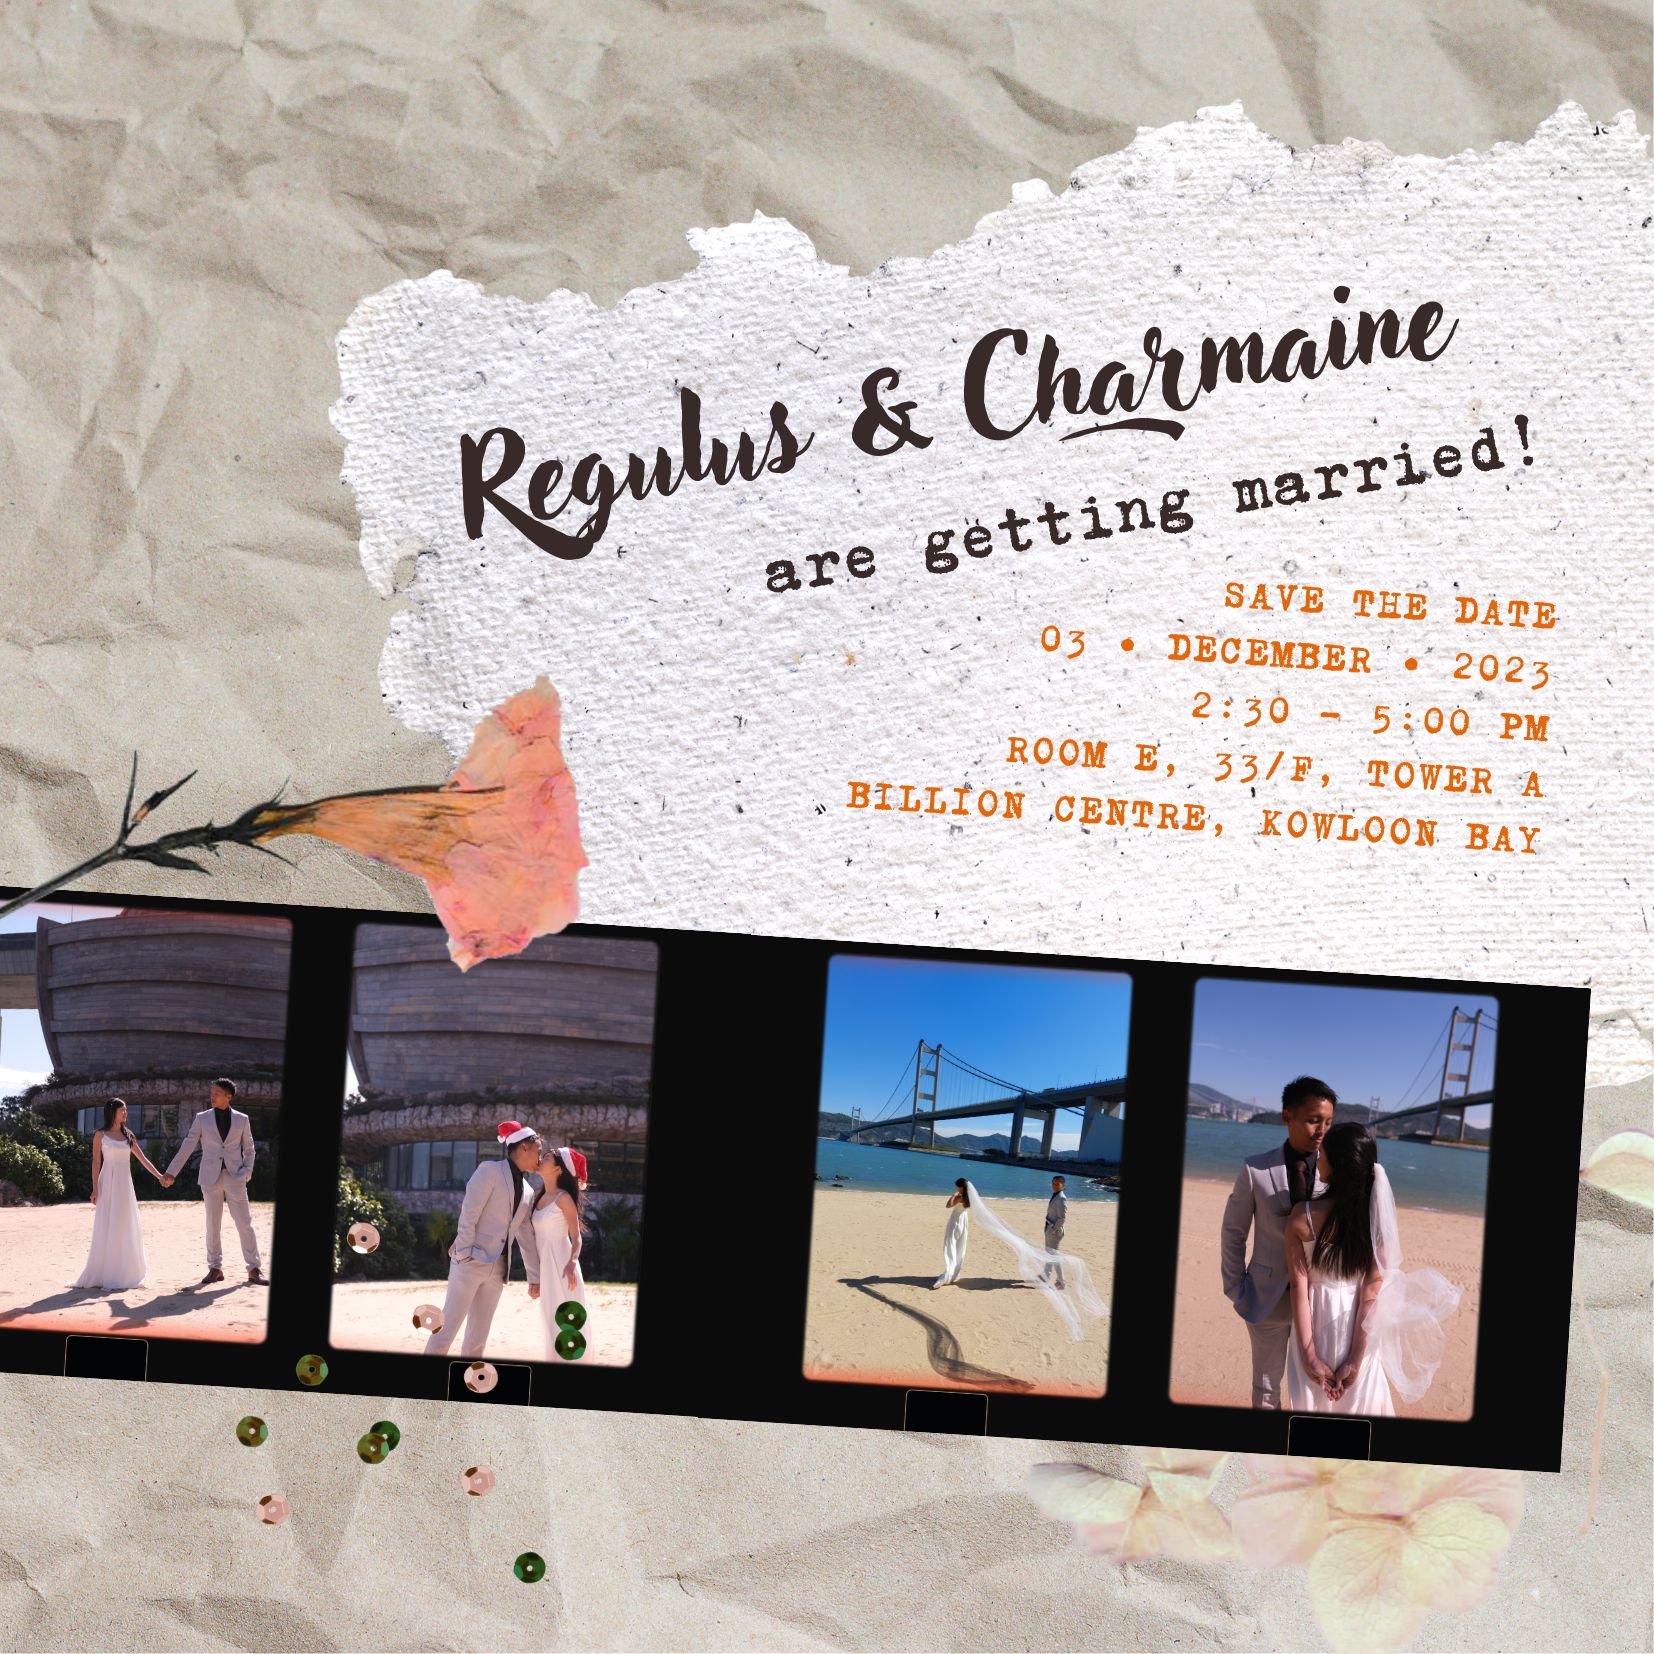 Regulus & Charmaine
are getting married!
SAVE THE DATE
03 • DECEMBER • 2023
2:30 - 5:00 PM
ROOM E, 33/F, TOWER A
BILLION CENTRE, KOWLOON BAY